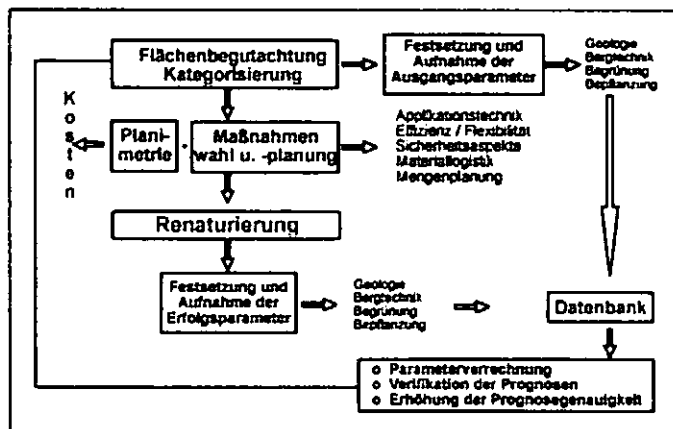 Flächenbegutachtung
Kategorisierung
Festsetzung und
Aufnahme der
Ausgangsparameter
Geologie
Bergtechnik
Begrünung
Bepflanzung
Kosten
Plani-
metrie
-
Maßnahmen
wahl u. -planung
Applikationstechnik
Effizienz / Flexibilität
Sicherheitsaspekte
Materiallogistik
Mengenplanung
Renaturierung
Festsetzung und
Aufnahme der
Erfolgsparameter
Geologie
Bergtechnik
Begrünung
Bepflanzung
Datenbank
o Parameterverrechnung
o Verifikation der Prognosen
o Erhöhung der Prognosegenauigkeit